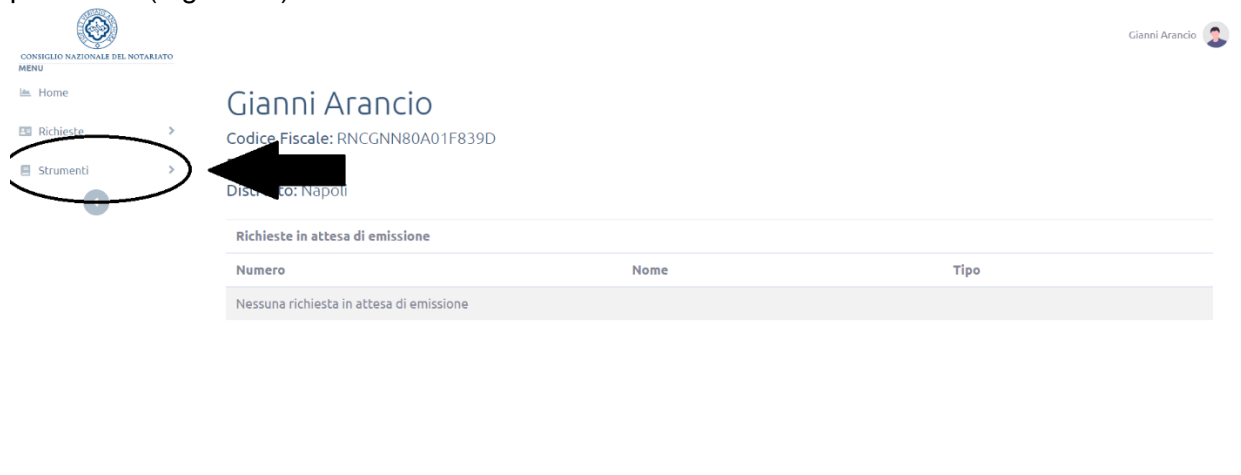 CONSIGLIO NAZIONALE DEL NOTARIATO
Gianni Arancio
MENU
Home
Richieste
Strumenti
Gianni Arancio
Codice Fiscale: RNCGNN80A01F839D
Napoli
Richieste in attesa di emissione
Numero Nome Tipo
Nessuna richiesta in attesa di emissione